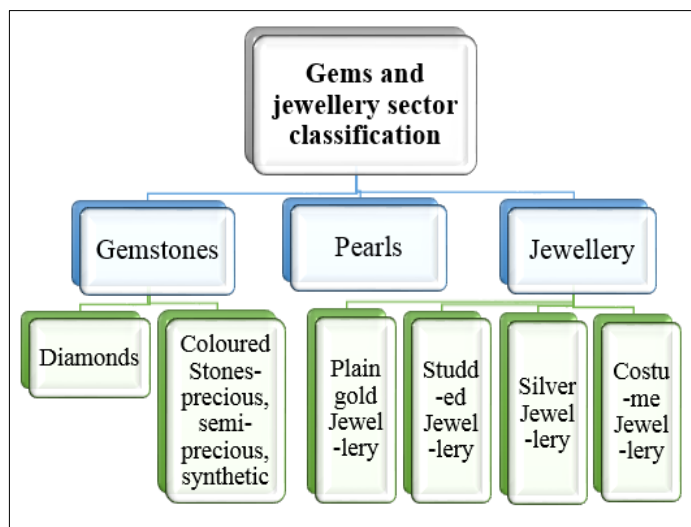 Gems and
jewellery sector
classification
Gemstones
Pearls
Jewellery
Diamonds
Coloured
Stones-
precious,
semi-
precious,
synthetic
Plain
gold
Jewel
-lery
Studd
-ed
Jewel
-lery
Silver
Jewel
-lery
Costu
-me
Jewel
-lery